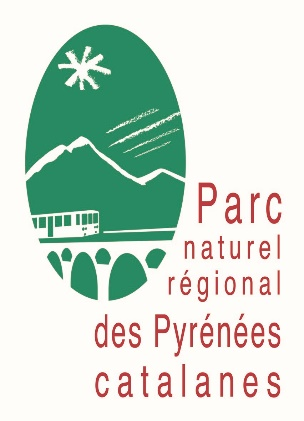 Parc
naturel
régional
des Pyrénées
catalanes